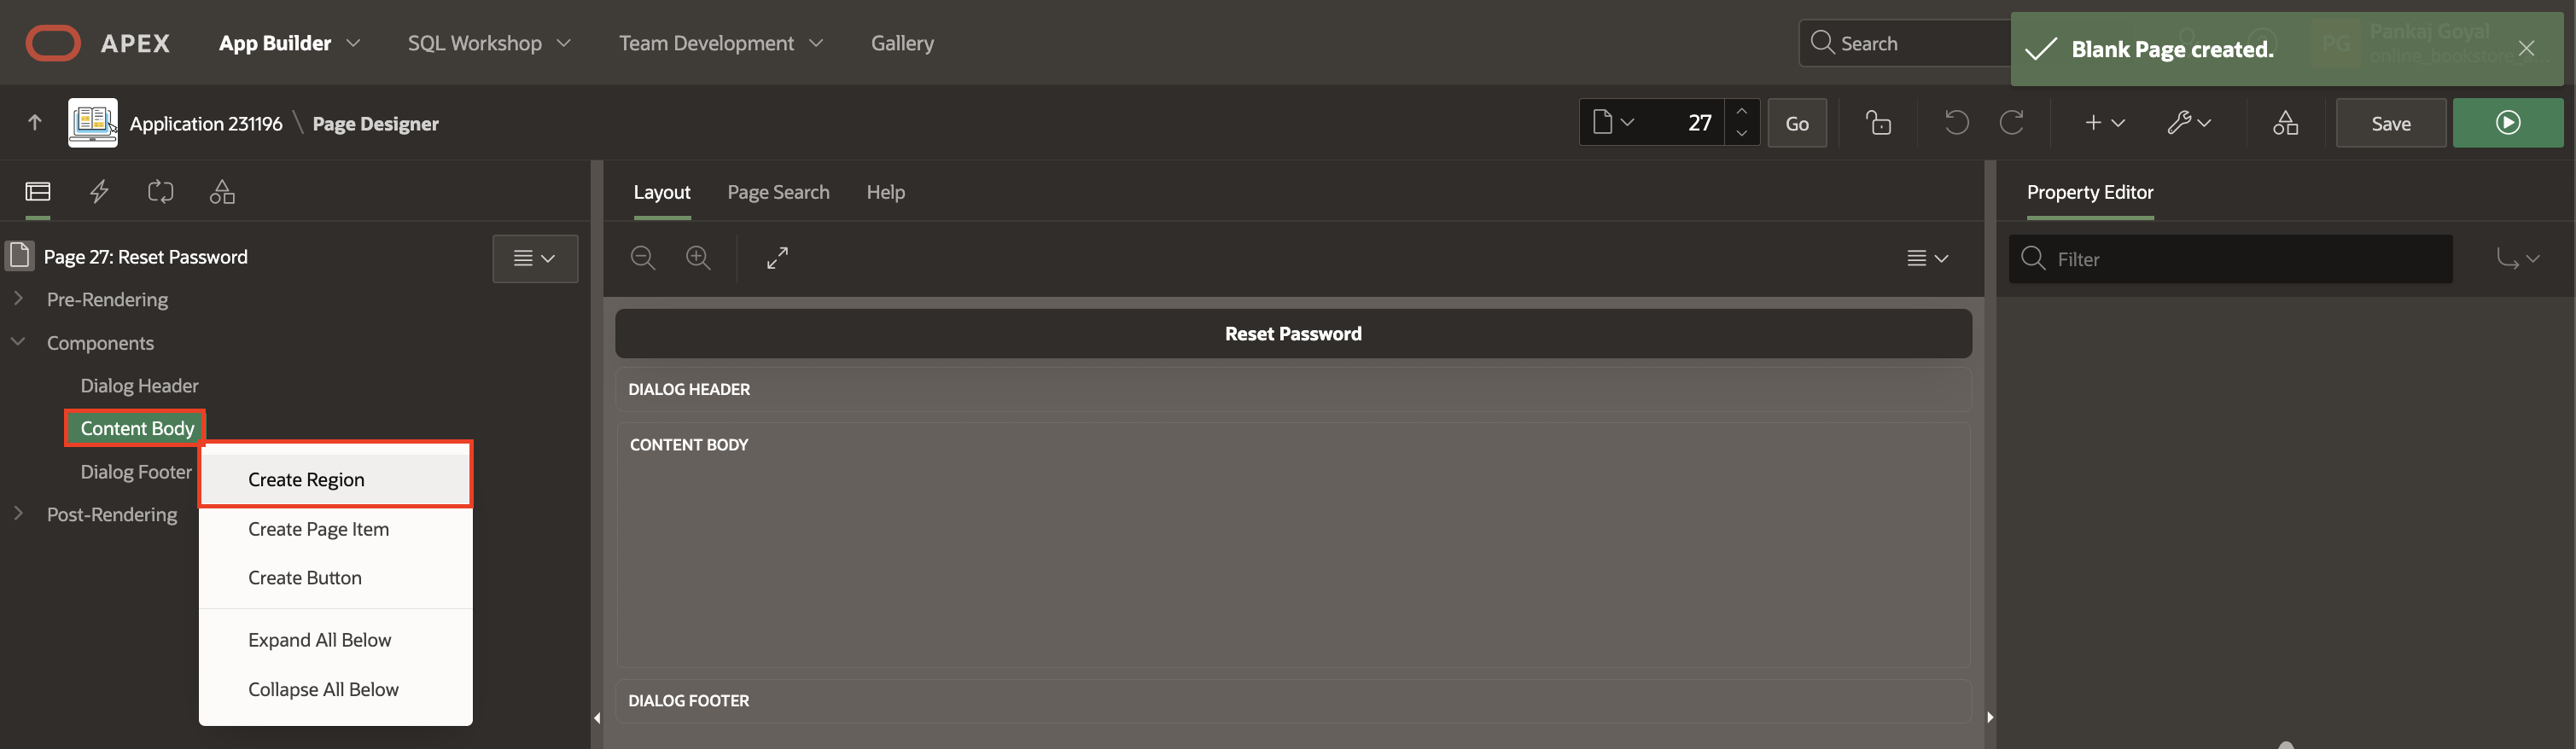 APEX App Builder SQL Workshop Team Development Gallery Search Blank Page created. PG Pankaj Goyal
Application 231196 \ Page Designer 27 Go Save
Layout Page Search Help Property Editor
Page 27: Reset Password
Filter
Pre-Rendering
Components
Dialog Header
Content Body
Dialog Footer
Post-Rendering
Create Region
Create Page Item
Create Button
Expand All Below
Collapse All Below
Reset Password
DIALOG HEADER
CONTENT BODY
DIALOG FOOTER